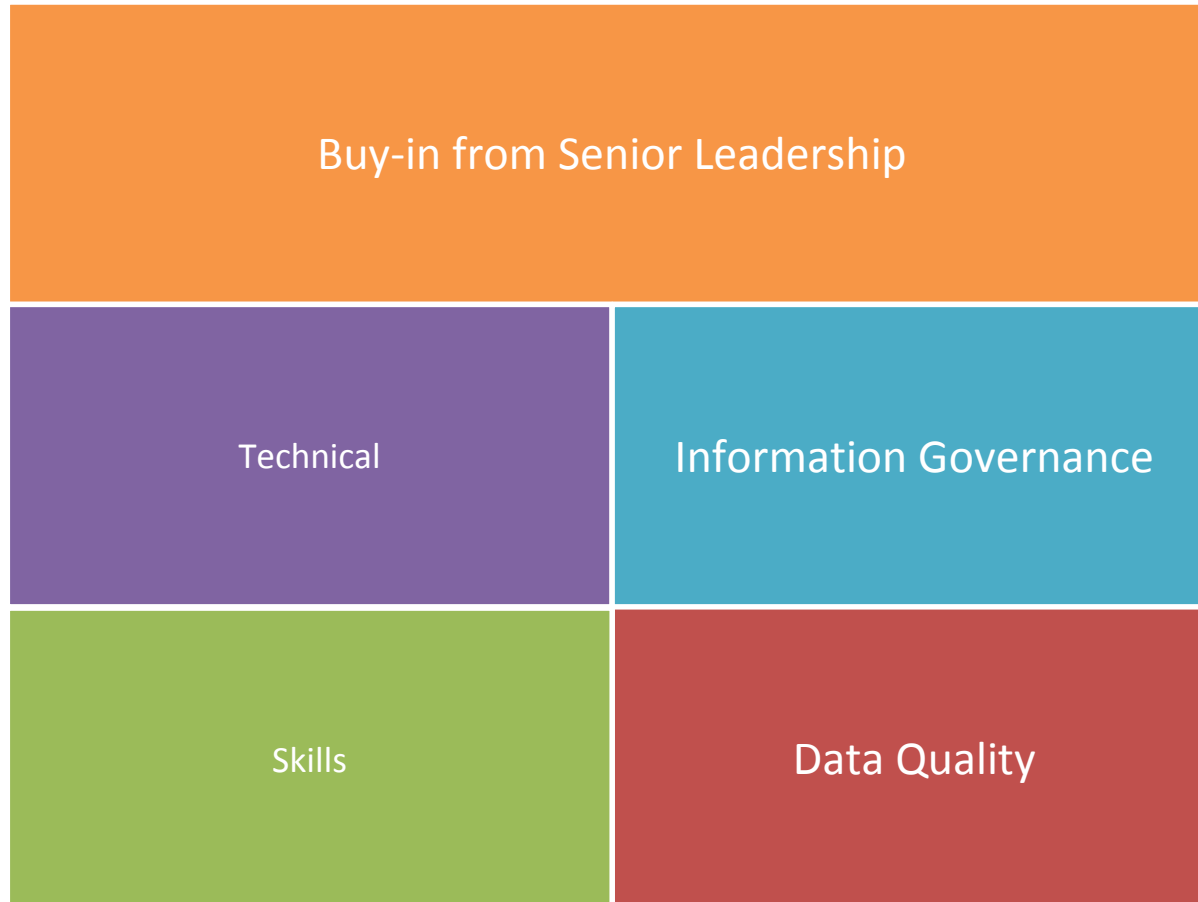 Buy-in from Senior Leadership
Technical
Information Governance
Skills
Data Quality